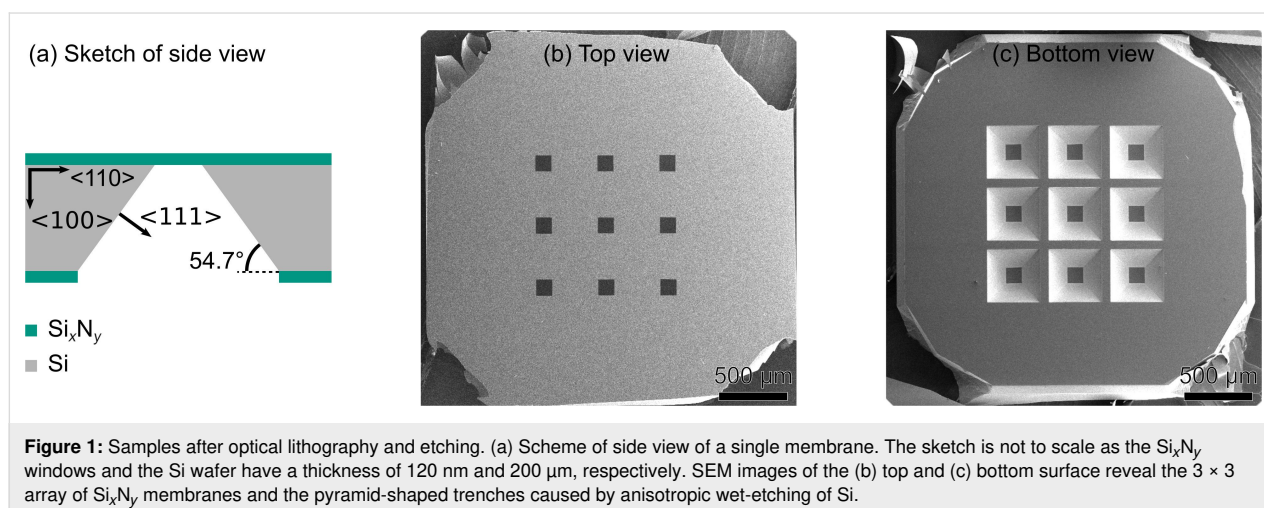 (a) Sketch of side view
(b) Top view
(c) Bottom view
<110>
<100>
<111>
54.7°
SixNy
Si
500 µm
500 µm
Figure 1: Samples after optical lithography and etching. (a) Scheme of side view of a single membrane. The sketch is not to scale as the SixNy
windows and the Si wafer have a thickness of 120 nm and 200 µm, respectively. SEM images of the (b) top and (c) bottom surface reveal the 3 × 3
array of SixNy membranes and the pyramid-shaped trenches caused by anisotropic wet-etching of Si.